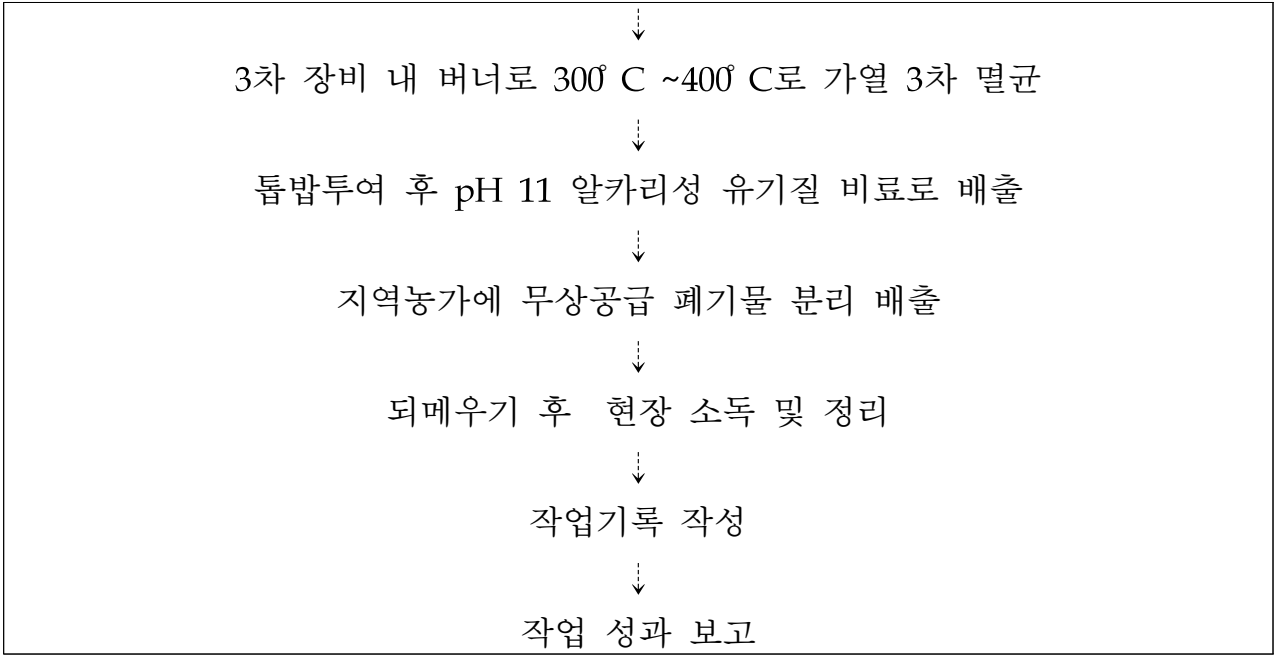 3차 장비 내 버너로 300˚ C ~400˚ C로 가열 3차 멸균
톱밥투여 후 pH 11 알카리성 유기질 비료로 배출
지역농가에 무상공급 폐기물 분리 배출
되메우기 후 현장 소독 및 정리
작업기록 작성
작업 성과 보고